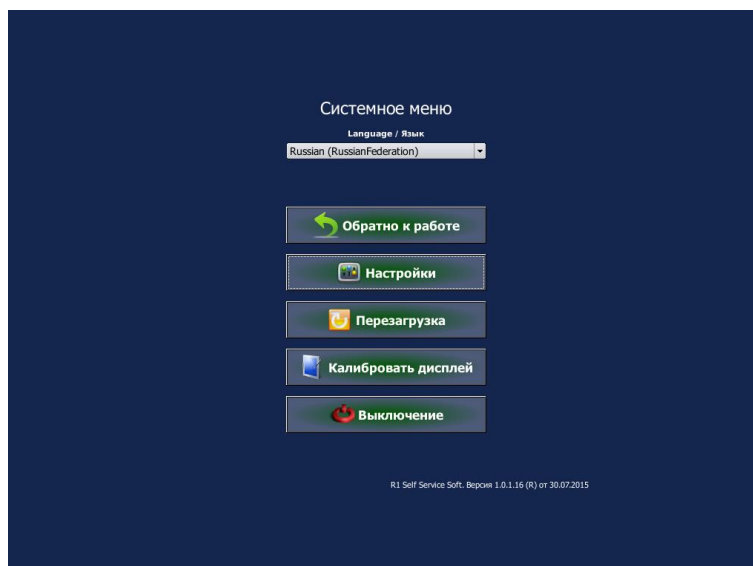 Системное меню
Language / Язык
Russian (RussianFederation)
Обратно к работе
Настройки
Перезагрузка
Калибровать дисплей
Выключение
R1 Self Service Soft. Версия 1.0.1.16 (R) от 30.07.2015